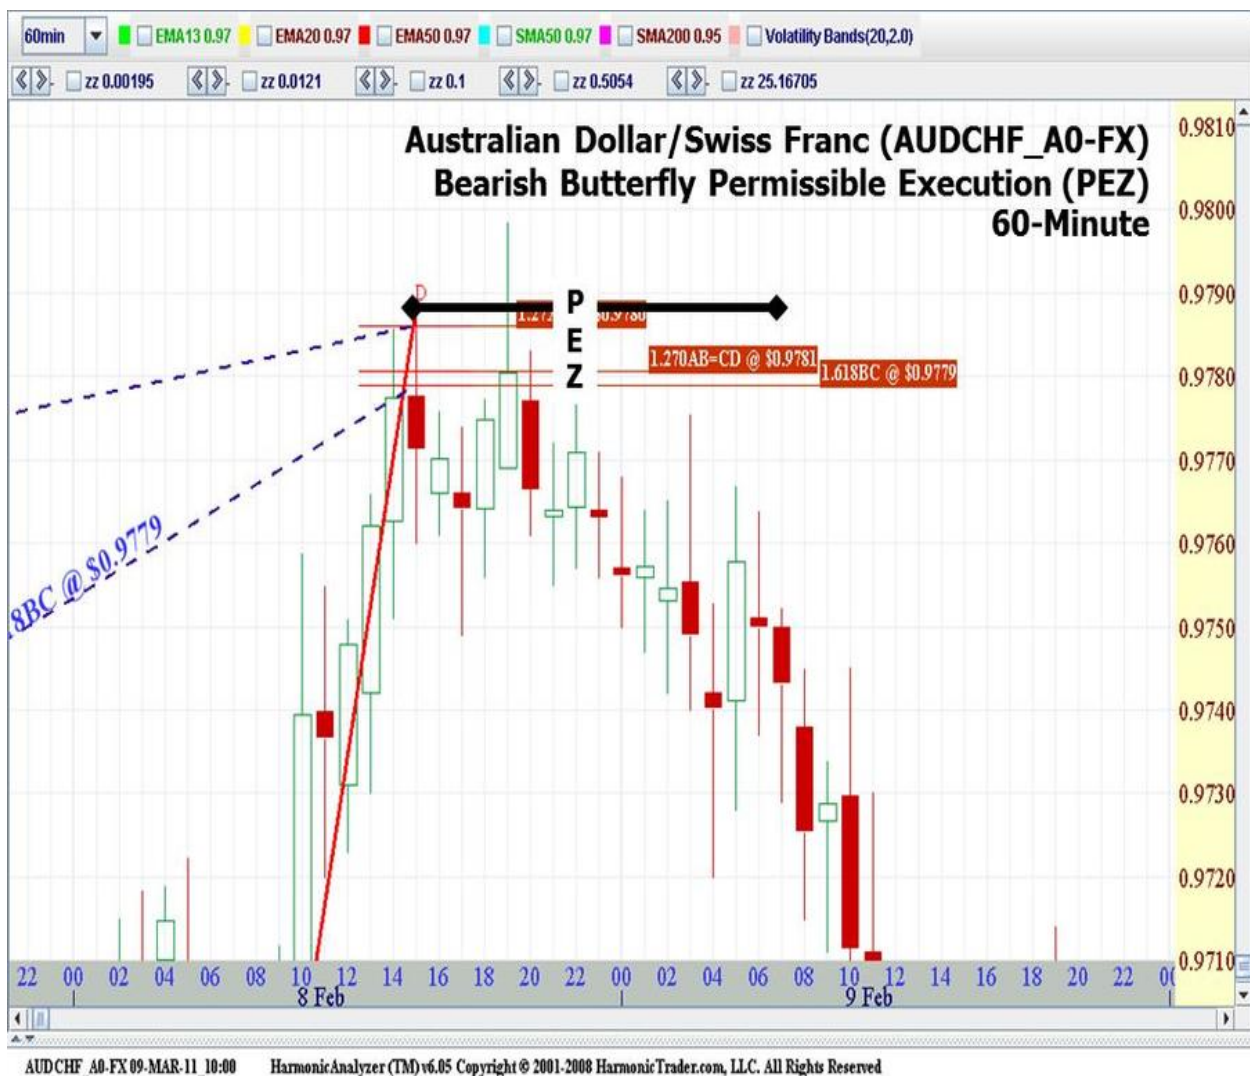 60min EMA13 0.97 EMA20 0.97 EMA50 0.97 SMA50 0.97 SMA200 0.95 Volatility Bands(20,2.0)
zz 0.00195 zz 0.0121 zz 0.1 zz 0.5054 zz 25.16705
Australian Dollar/Swiss Franc (AUDCHF_A0-FX)
Bearish Butterfly Permissible Execution (PEZ)
60-Minute
0.9810
0.9800
0.9790
0.9780
0.9770
0.9760
0.9750
0.9740
0.9730
0.9720
0.9710
D
P
E
Z
1.270AB=CD @ $0.9781
1.618BC @ $0.9779
18BC @ $0.9779
22 00 02 04 06 08 10 12 14 16 18 20 22 00 02 04 06 08 10 12 14 16 18 20 22
8 Feb 9 Feb
AUDCHF_A0-FX 09-MAR-11_10:00 HarmonicAnalyzer (TM) v6.05 Copyright © 2001-2008 HarmonicTrader.com, LLC. All Rights Reserved